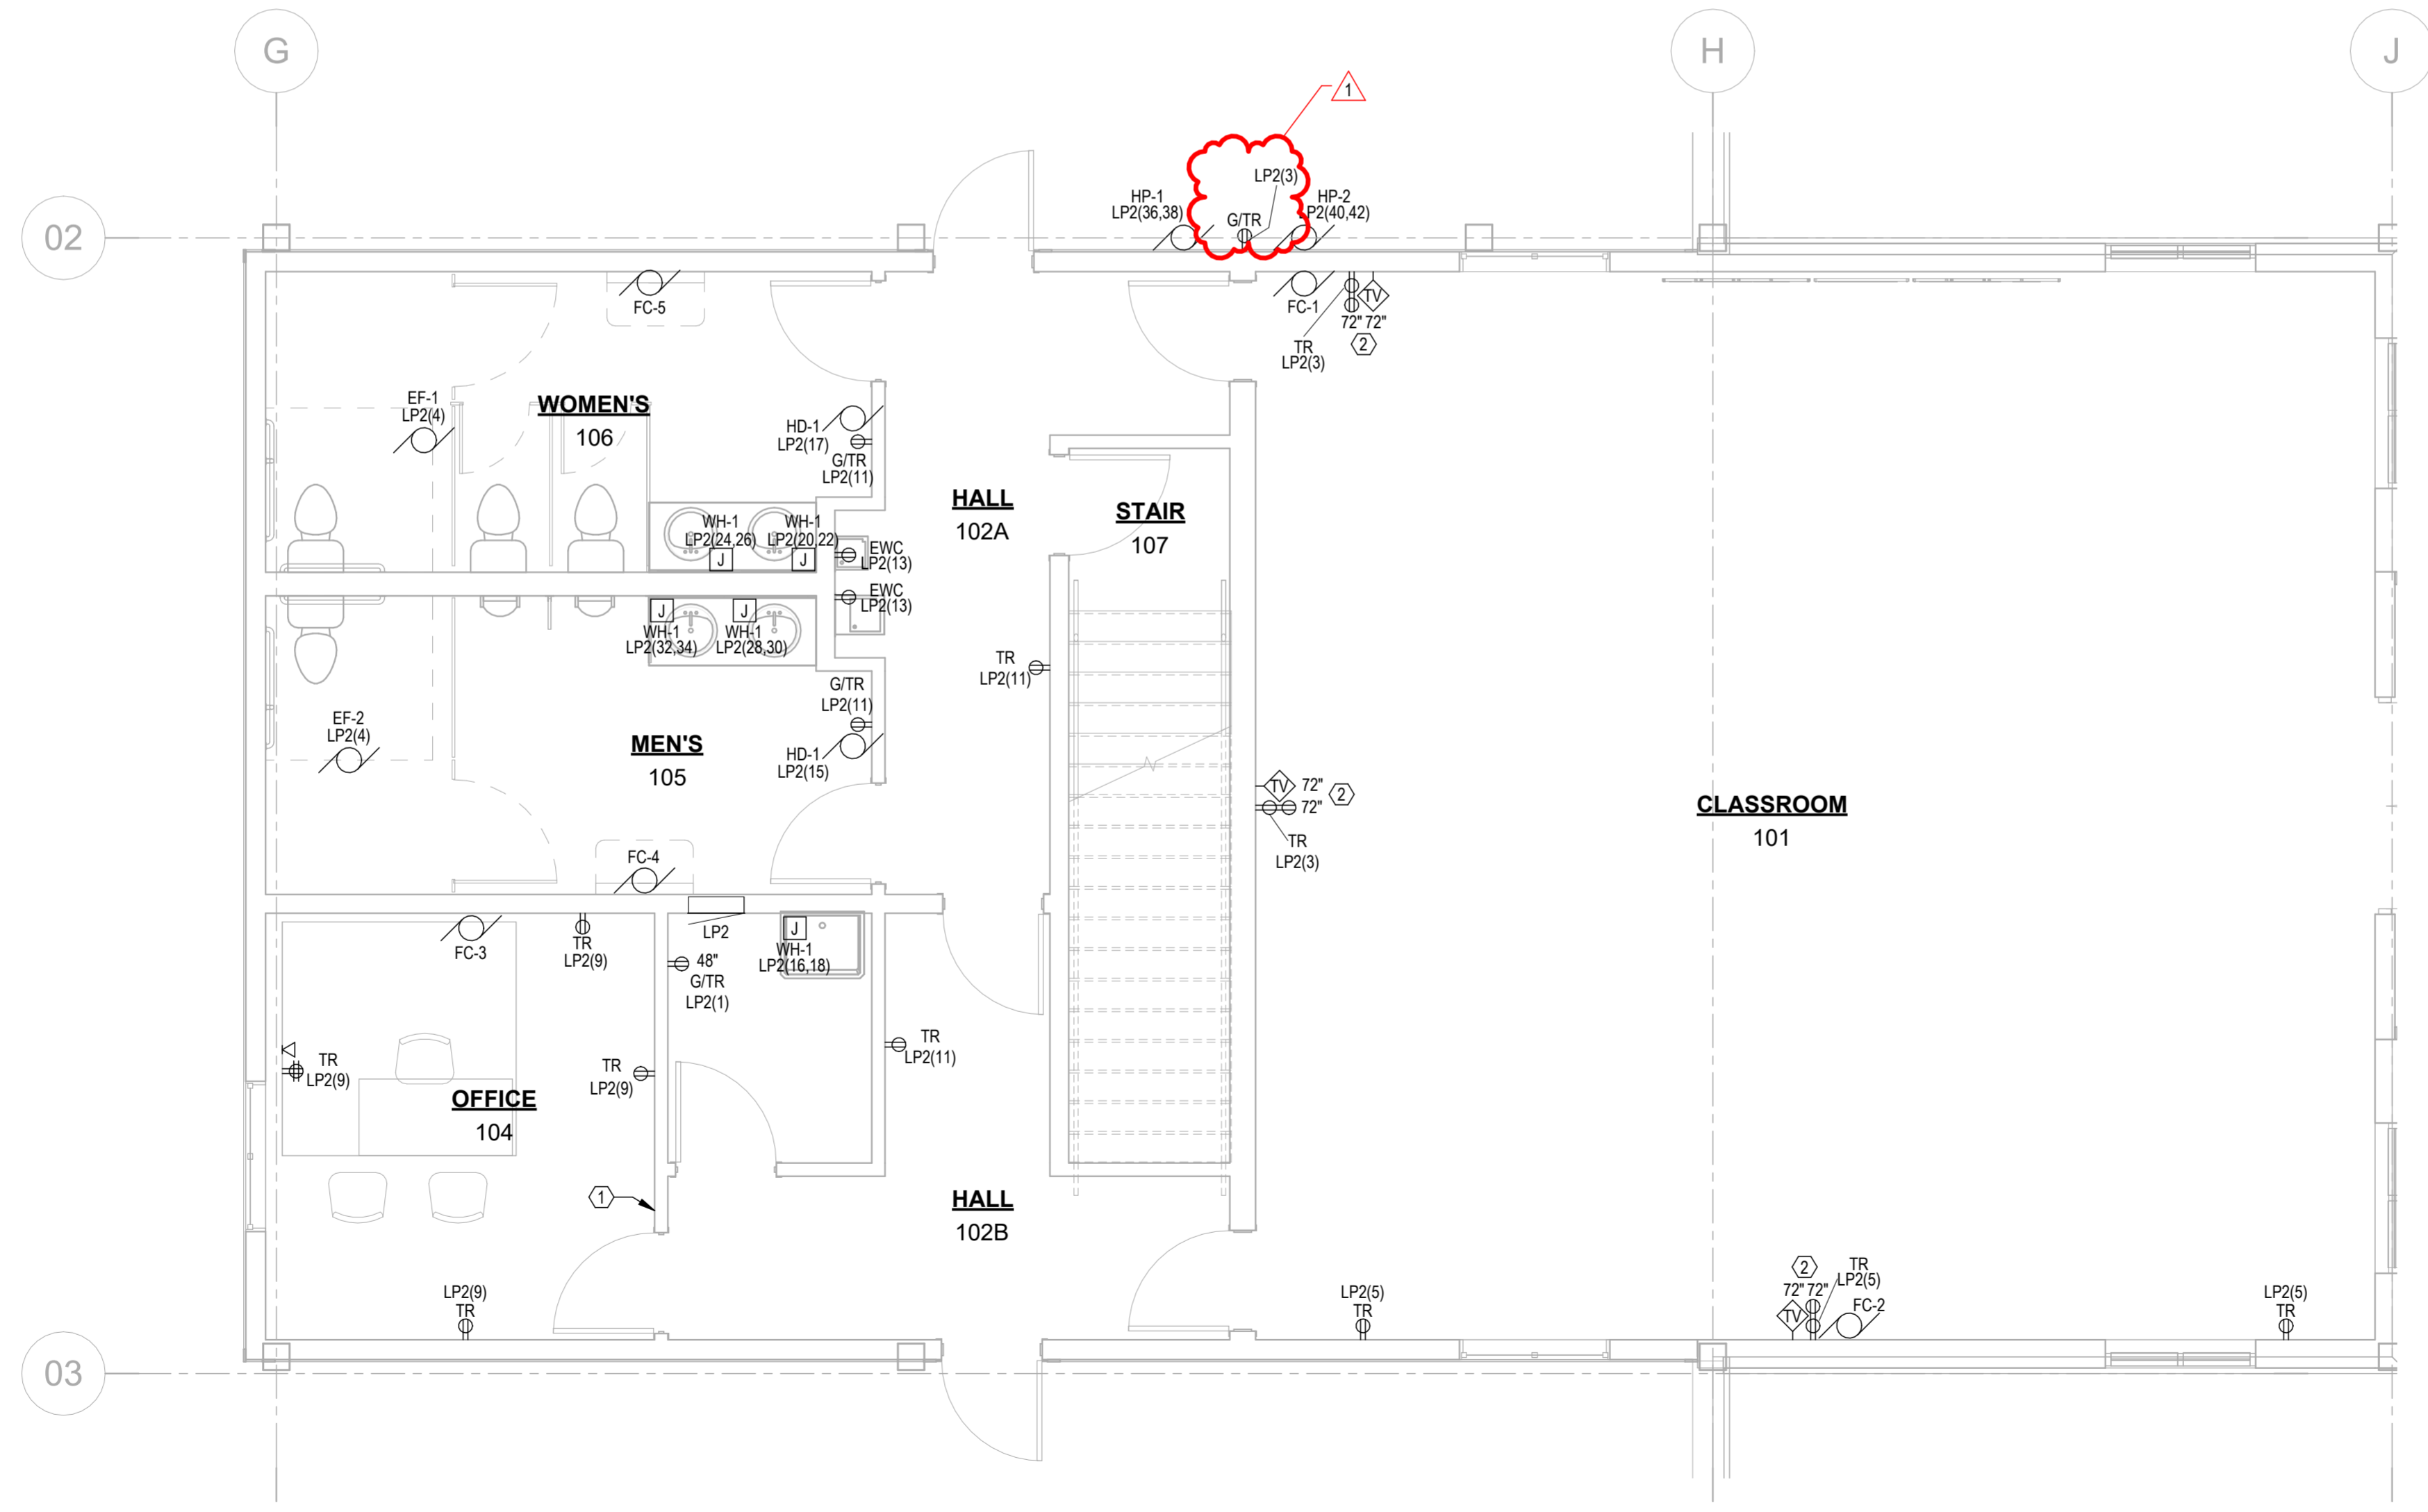 G
H
J
1
02
HP-1
LP2(36,38)
LP2(3)
G/TR
HP-2
LP2(40,42)
FC-5
FC-1
TV
72" 72"
2
TR
LP2(3)
EF-1
LP2(4)
WOMEN'S
106
HD-1
LP2(17)
G/TR
LP2(11)
HALL
102A
STAIR
107
WH-1
LP2(24,26)
J
WH-1
LP2(20,22)
J
EWC
LP2(13)
EWC
LP2(13)
J
WH-1
LP2(32,34)
J
WH-1
LP2(28,30)
TR
LP2(11)
G/TR
LP2(11)
EF-2
LP2(4)
MEN'S
105
HD-1
LP2(15)
TV 72"
2
72"
TR
LP2(3)
CLASSROOM
101
FC-4
FC-3
TR
LP2(9)
LP2
J
WH-1
LP2(16,18)
48"
G/TR
LP2(1)
TR
LP2(9)
TR
LP2(9)
TR
LP2(11)
OFFICE
104
1
HALL
102B
LP2(9)
TR
LP2(5)
TR
2
72" 72"
TV
TR
LP2(5)
FC-2
LP2(5)
TR
03